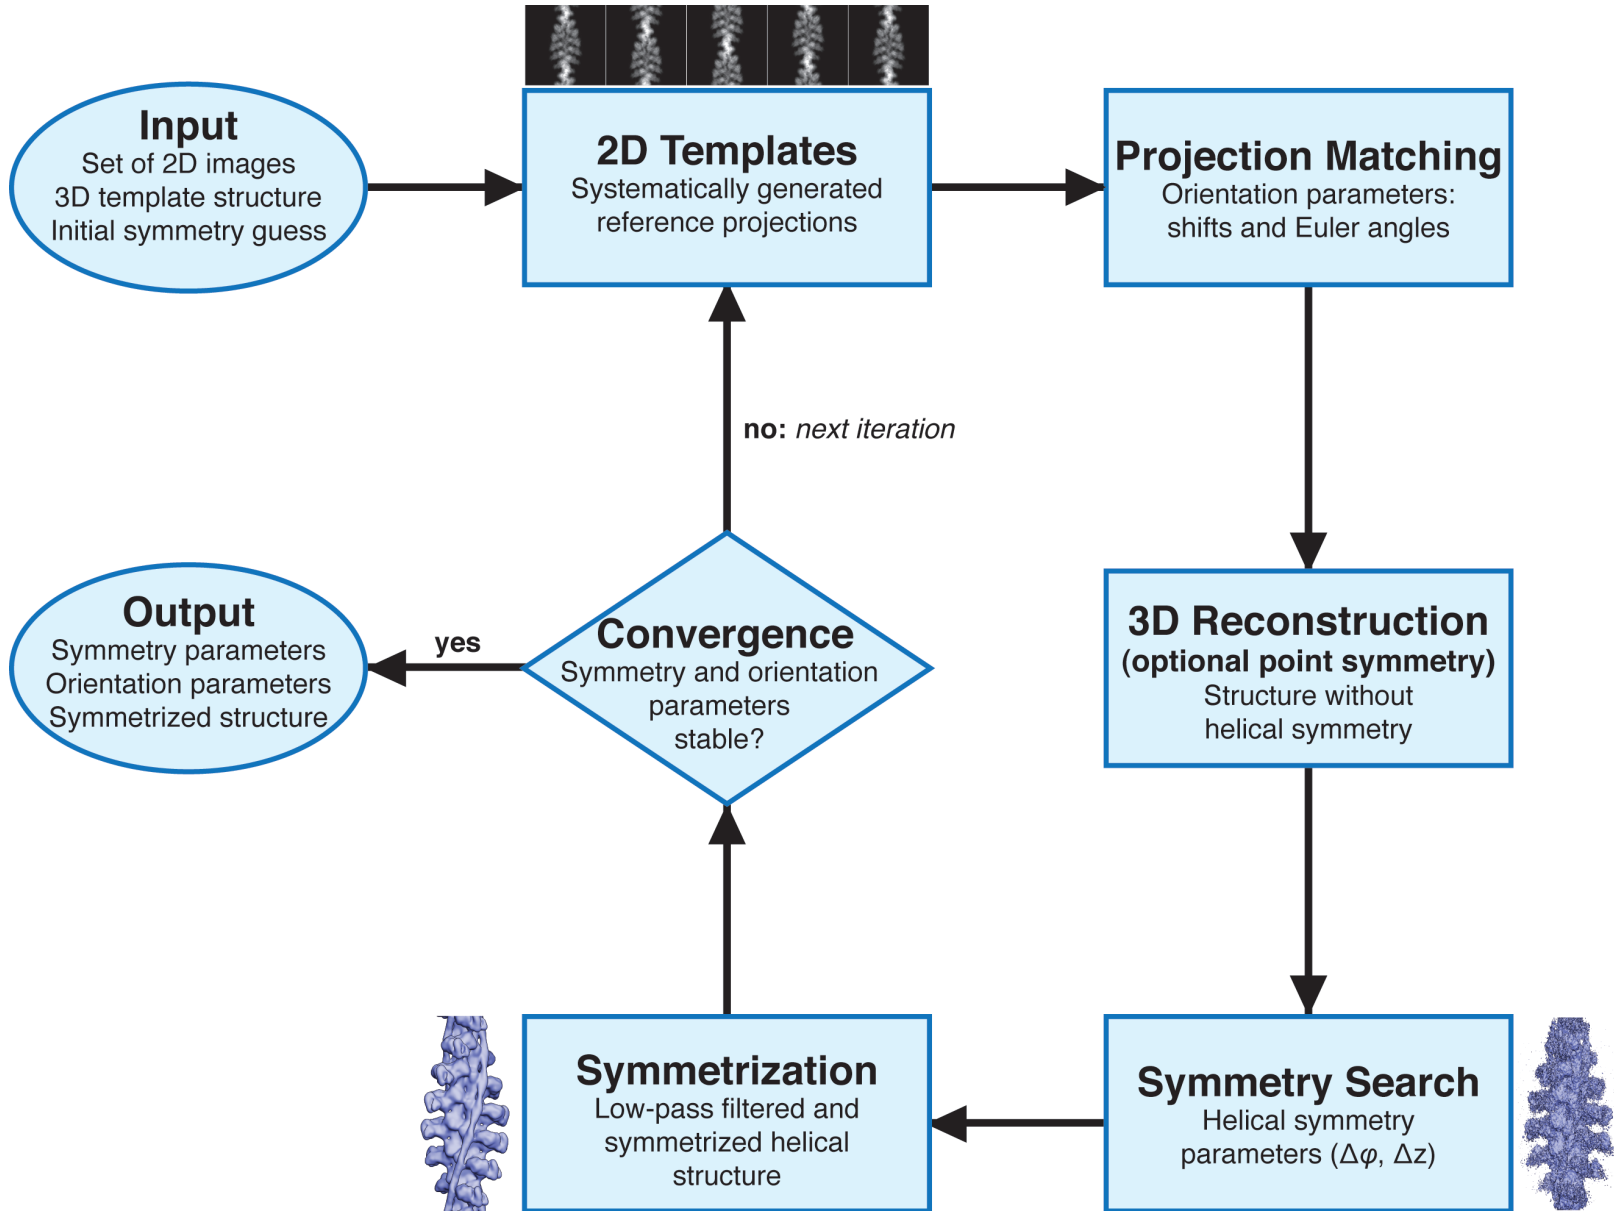 Input
Set of 2D images
3D template structure
Initial symmetry guess
2D Templates
Systematically generated
reference projections
Projection Matching
Orientation parameters:
shifts and Euler angles
no: next iteration
Output
Symmetry parameters
Orientation parameters
Symmetrized structure
yes
Convergence
Symmetry and orientation
parameters
stable?
3D Reconstruction
(optional point symmetry)
Structure without
helical symmetry
Symmetrization
Low-pass filtered and
symmetrized helical
structure
Symmetry Search
Helical symmetry
parameters (Δφ, Δz)